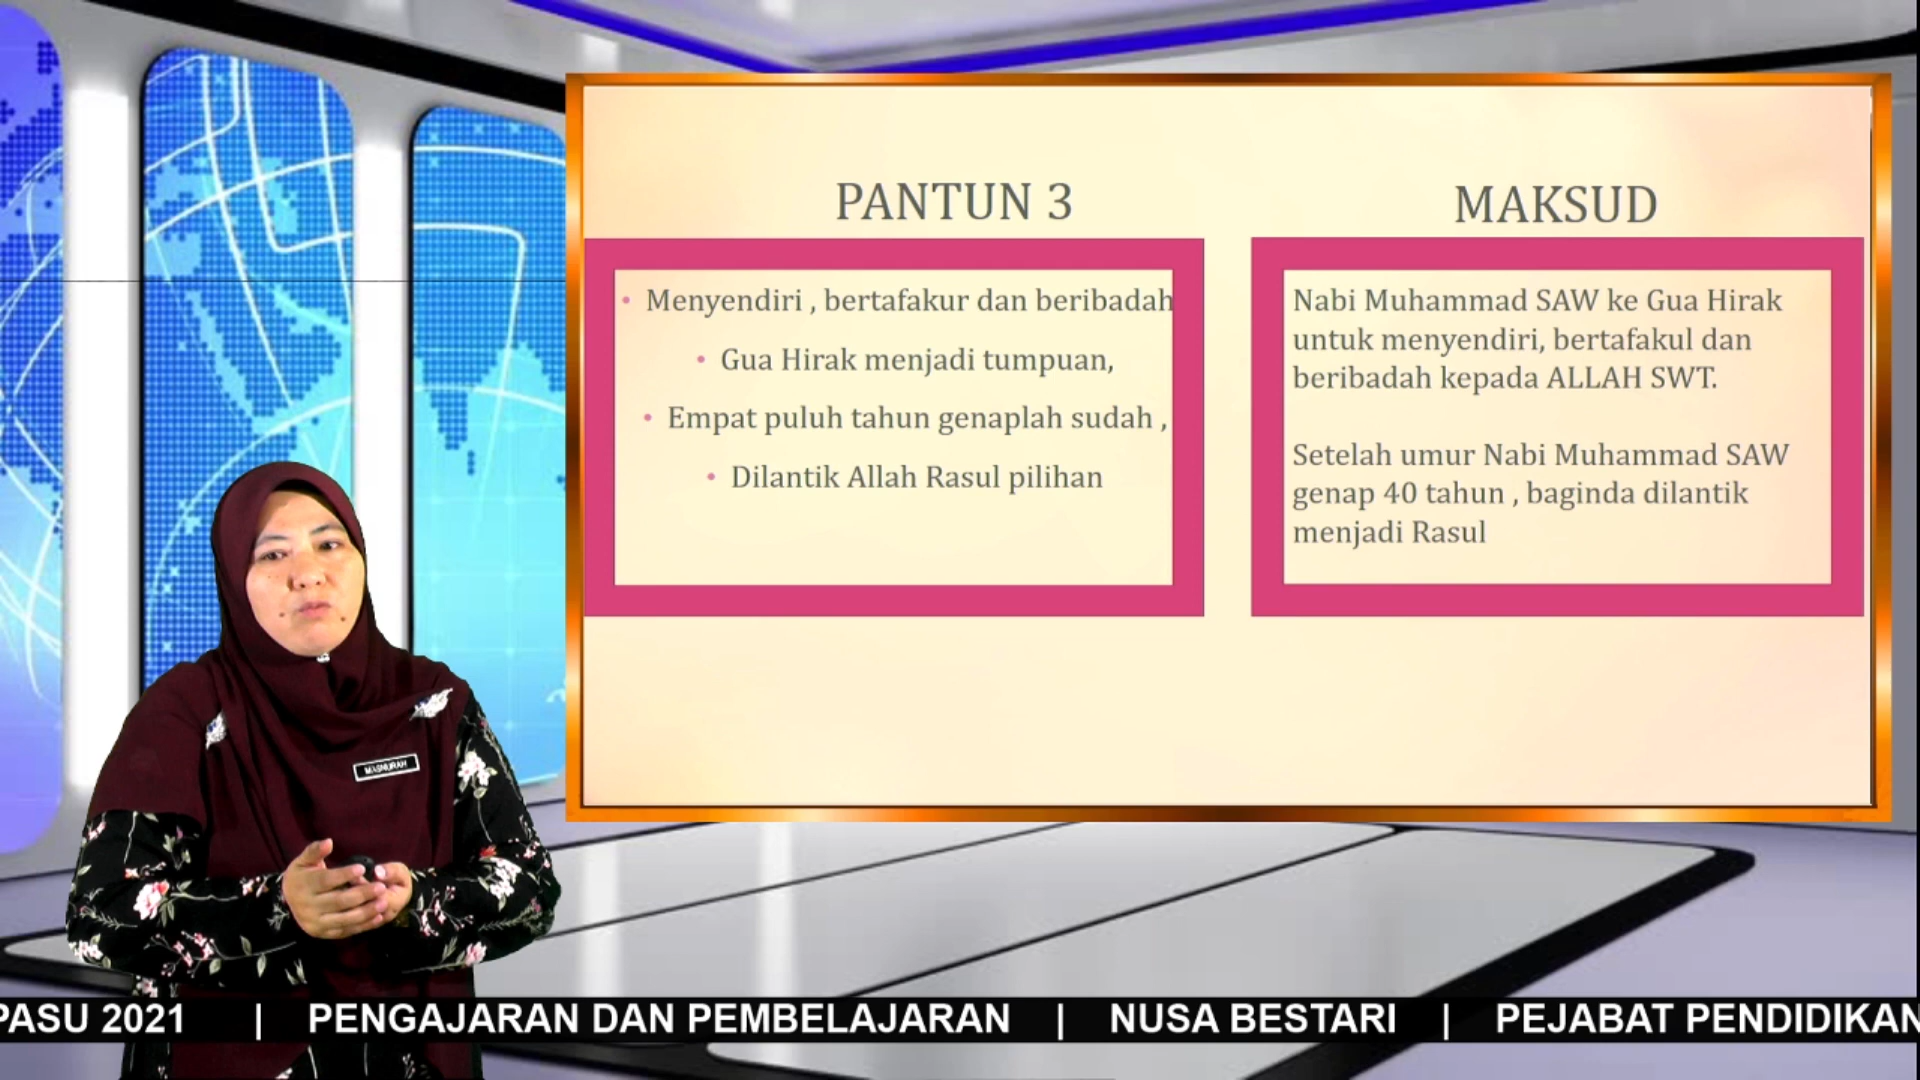 PANTUN 3
• Menyendiri , bertafakur dan beribadah
• Gua Hirak menjadi tumpuan,
• Empat puluh tahun genaplah sudah ,
• Dilantik Allah Rasul pilihan
MAKSUD
Nabi Muhammad SAW ke Gua Hirak
untuk menyendiri, bertafakul dan
beribadah kepada ALLAH SWT.
Setelah umur Nabi Muhammad SAW
genap 40 tahun , baginda dilantik
menjadi Rasul
MASNURAH
PASU 2021 | PENGAJARAN DAN PEMBELAJARAN | NUSA BESTARI | PEJABAT PENDIDIKAN